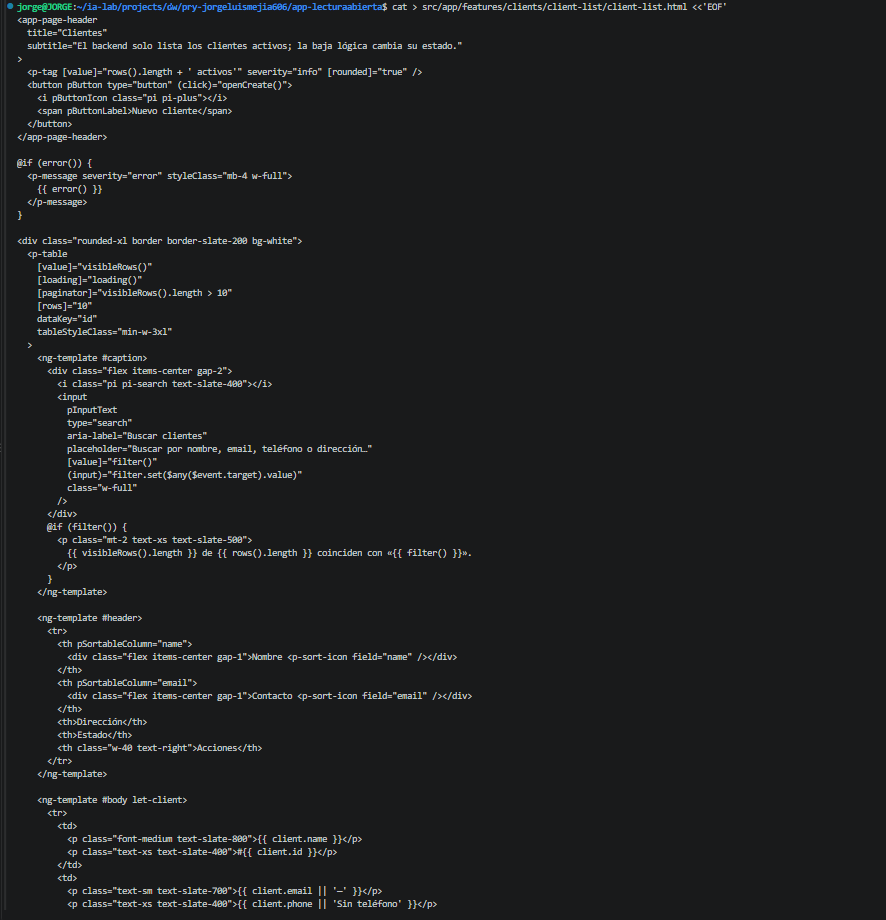 jorge@JORGE:~/ia-lab/projects/dw/pry-jorgeluismejia606/app-lecturaabierta$ cat > src/app/features/clients/client-list/client-list.html <<'EOF'
<app-page-header
  title="Clientes"
  subtitle="El backend solo lista los clientes activos; la baja lógica cambia su estado."
>
  <p-tag [value]="rows().length + ' activos'" severity="info" [rounded]="true" />
  <button pButton type="button" (click)="openCreate()">
    <i pButtonIcon class="pi pi-plus"></i>
    <span pButtonLabel>Nuevo cliente</span>
  </button>
</app-page-header>

@if (error()) {
  <p-message severity="error" styleClass="mb-4 w-full">
    {{ error() }}
  </p-message>
}

<div class="rounded-xl border border-slate-200 bg-white">
  <p-table
    [value]="visibleRows()"
    [loading]="loading()"
    [paginator]="visibleRows().length > 10"
    [rows]="10"
    dataKey="id"
    tableStyleClass="min-w-3xl"
  >
    <ng-template #caption>
      <div class="flex items-center gap-2">
        <i class="pi pi-search text-slate-400"></i>
        <input
          pInputText
          type="search"
          aria-label="Buscar clientes"
          placeholder="Buscar por nombre, email, teléfono o dirección…"
          [value]="filter()"
          (input)="filter.set($any($event.target).value)"
          class="w-full"
        />
      </div>
      @if (filter()) {
        <p class="mt-2 text-xs text-slate-500">
          {{ visibleRows().length }} de {{ rows().length }} coinciden con «{{ filter() }}».
        </p>
      }
    </ng-template>

    <ng-template #header>
      <tr>
        <th pSortableColumn="name">
          <div class="flex items-center gap-1">Nombre <p-sort-icon field="name" /></div>
        </th>
        <th pSortableColumn="email">
          <div class="flex items-center gap-1">Contacto <p-sort-icon field="email" /></div>
        </th>
        <th>Dirección</th>
        <th>Estado</th>
        <th class="w-40 text-right">Acciones</th>
      </tr>
    </ng-template>

    <ng-template #body let-client>
      <tr>
        <td>
          <p class="font-medium text-slate-800">{{ client.name }}</p>
          <p class="text-xs text-slate-400">#{{ client.id }}</p>
        </td>
        <td>
          <p class="text-sm text-slate-700">{{ client.email || '—' }}</p>
          <p class="text-xs text-slate-400">{{ client.phone || 'Sin teléfono' }}</p>